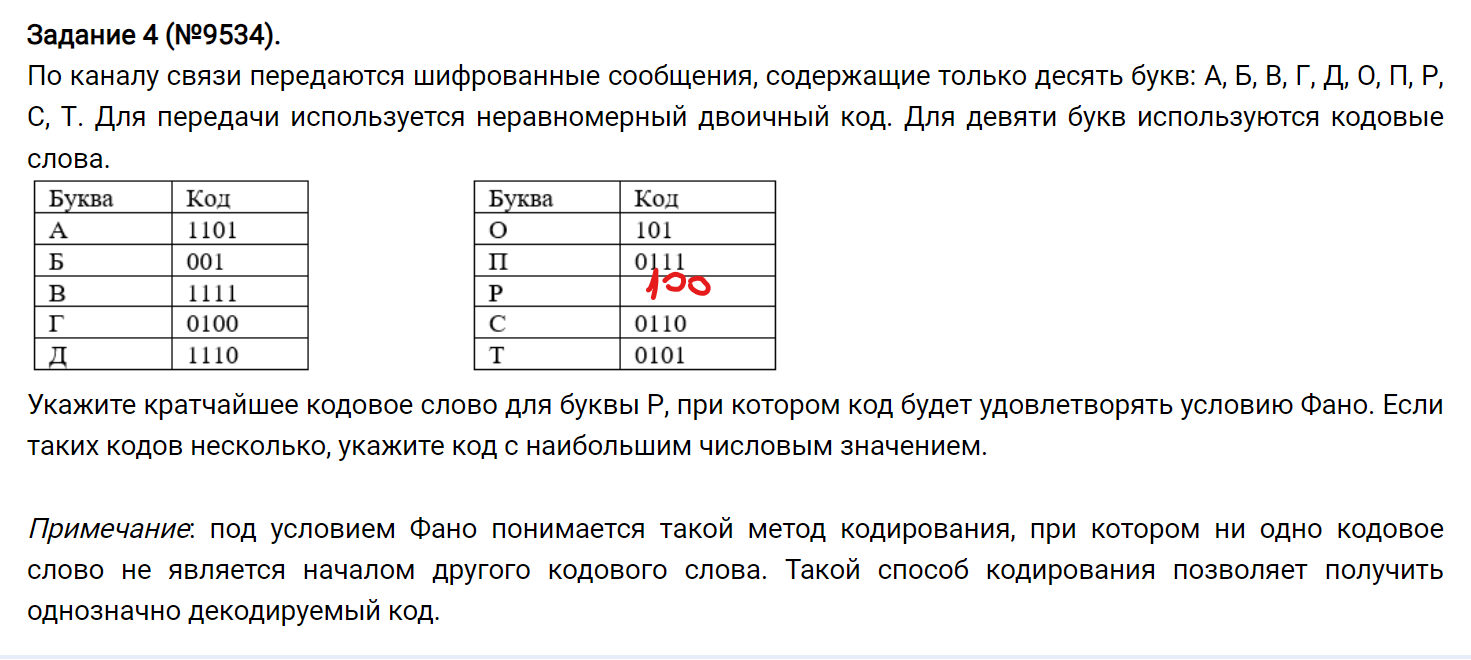 Задание 4 (№9534).
По каналу связи передаются шифрованные сообщения, содержащие только десять букв: А, Б, В, Г, Д, О, П, Р,
С, Т. Для передачи используется неравномерный двоичный код. Для девяти букв используются кодовые
слова.
Буква Код
А 1101
Б 001
В 1111
Г 0100
Д 1110
Буква Код
О 101
П 0111
Р 100
С 0110
Т 0101
Укажите кратчайшее кодовое слово для буквы Р, при котором код будет удовлетворять условию Фано. Если
таких кодов несколько, укажите код с наибольшим числовым значением.
Примечание: под условием Фано понимается такой метод кодирования, при котором ни одно кодовое
слово не является началом другого кодового слова. Такой способ кодирования позволяет получить
однозначно декодируемый код.